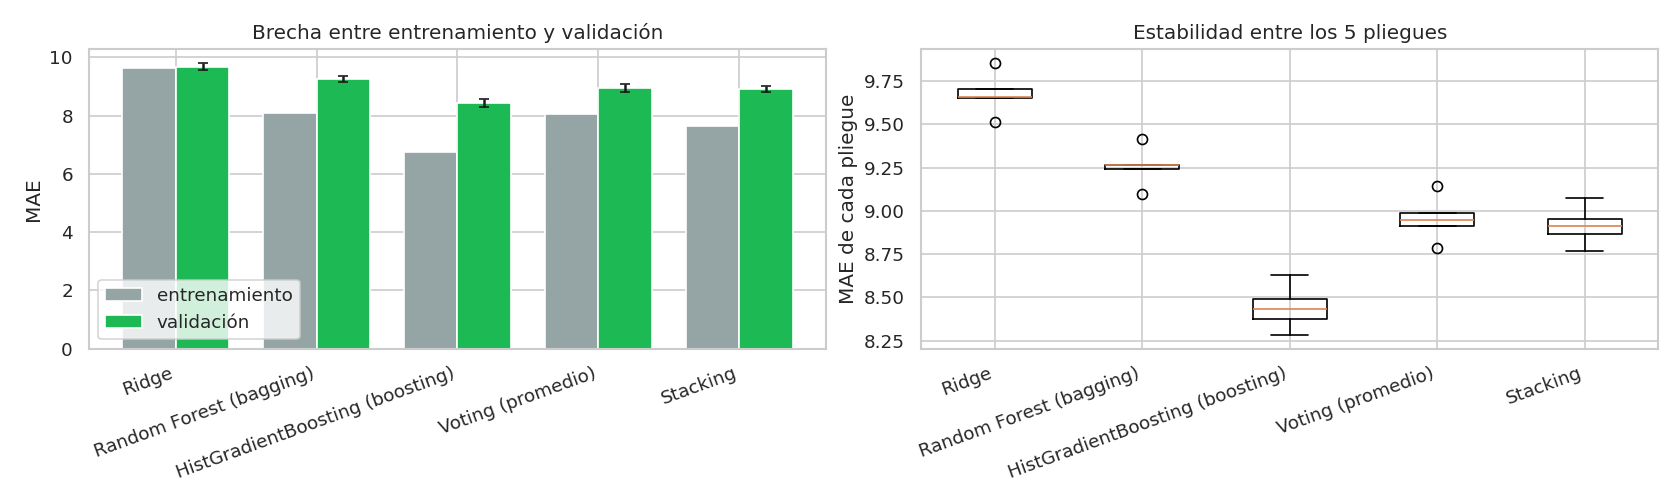 Brecha entre entrenamiento y validación
MAE
10
8
6
4
2
0
entrenamiento
validación
Ridge
Random Forest (bagging)
HistGradientBoosting (boosting)
Voting (promedio)
Stacking
Estabilidad entre los 5 pliegues
MAE de cada pliegue
9.75
9.50
9.25
9.00
8.75
8.50
8.25
Ridge
Random Forest (bagging)
HistGradientBoosting (boosting)
Voting (promedio)
Stacking